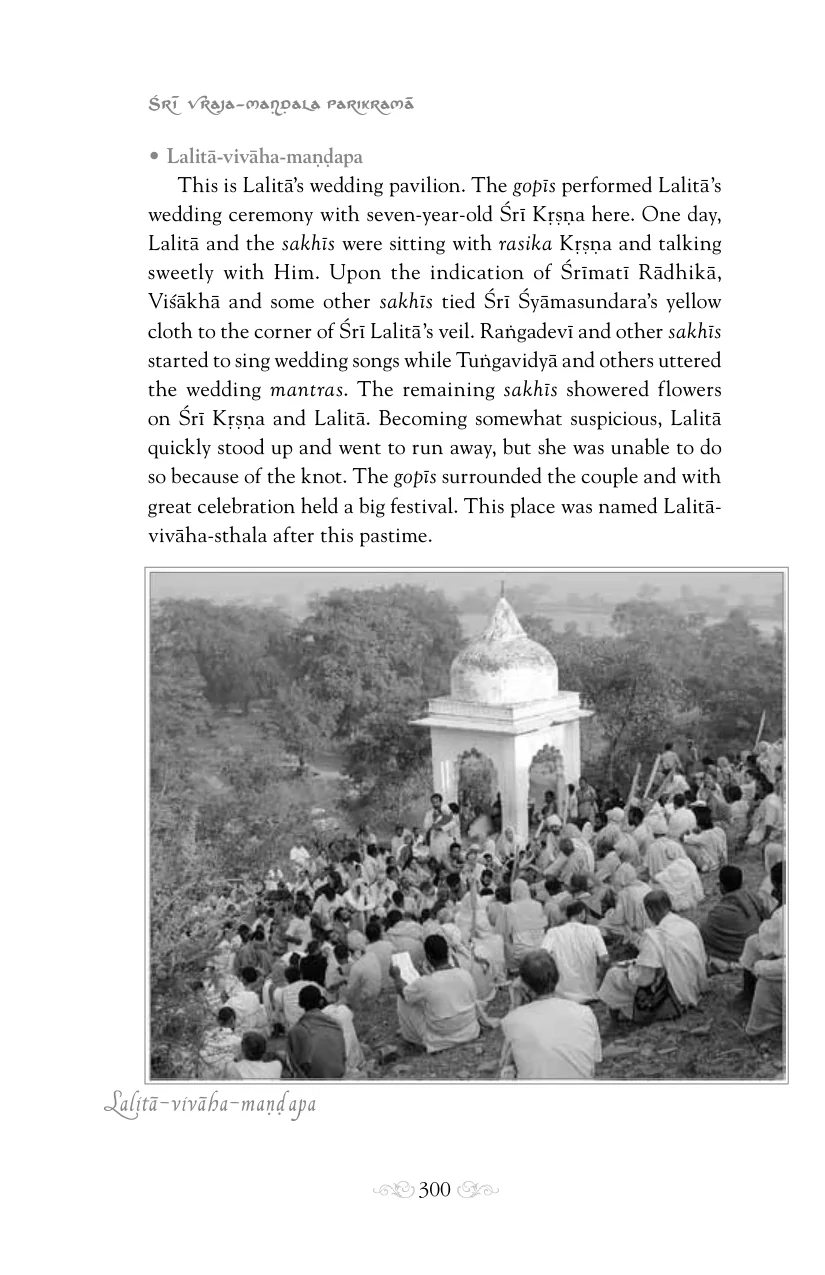 Śrī Vraja-maṇḍala Parikramā
• Lalitā-vivāha-maṇḍapa
This is Lalitā’s wedding pavilion. The gopīs performed Lalitā’s
wedding ceremony with seven-year-old Śrī Kṛṣṇa here. One day,
Lalitā and the sakhīs were sitting with rasika Kṛṣṇa and talking
sweetly with Him. Upon the indication of Śrīmatī Rādhikā,
Viśākhā and some other sakhīs tied Śrī Śyāmasundara’s yellow
cloth to the corner of Śrī Lalitā’s veil. Raṅgadevī and other sakhīs
started to sing wedding songs while Tuṅgavidyā and others uttered
the wedding mantras. The remaining sakhīs showered flowers
on Śrī Kṛṣṇa and Lalitā. Becoming somewhat suspicious, Lalitā
quickly stood up and went to run away, but she was unable to do
so because of the knot. The gopīs surrounded the couple and with
great celebration held a big festival. This place was named Lalitā-
vivāha-sthala after this pastime.
Lalitā-vivāha-maṇḍapa
300